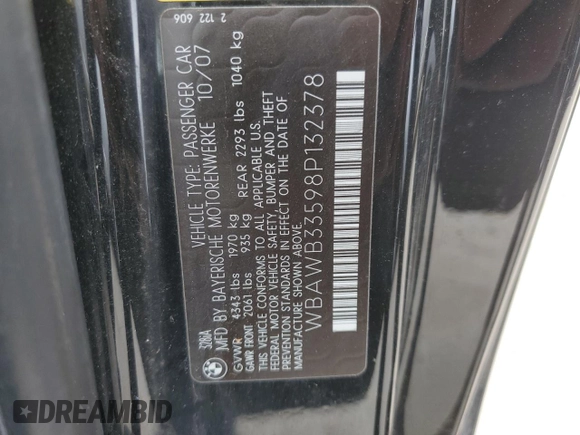 2 122 606
VEHICLE TYPE: PASSENGER CAR
MFD BY BAYERISCHE MOTORENWERKE 10/07
328iA
GVWR 4343 lbs 1970 kg
GAWR FRONT 2061 lbs 935 kg REAR 2293 lbs 1040 kg
THIS VEHICLE CONFORMS TO ALL APPLICABLE U.S.
FEDERAL MOTOR VEHICLE SAFETY, BUMPER AND THEFT
PREVENTION STANDARDS IN EFFECT ON THE DATE OF
MANUFACTURE SHOWN ABOVE.
WBAWB33598P132378
DREAMBID